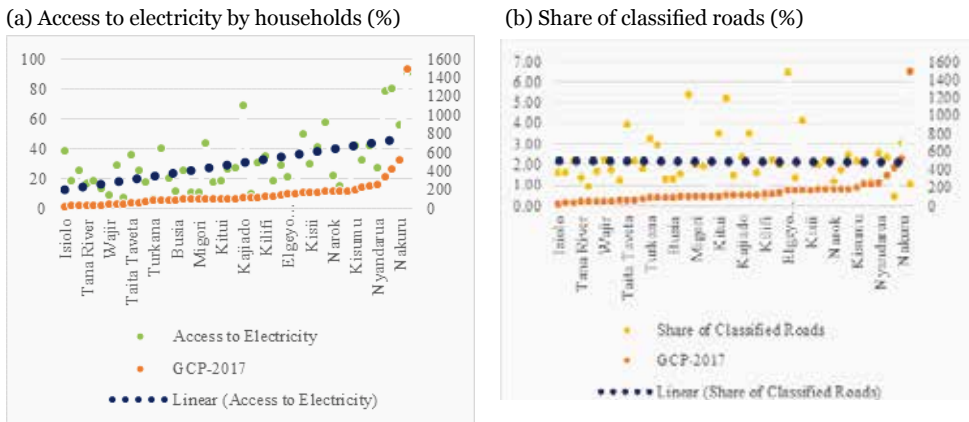 (a) Access to electricity by households (%)
100
80
60
40
20
0
1600
1400
1200
1000
800
600
400
200
0
Isiolo
Tana River
Wajir
Taita Taveta
Turkana
Busia
Migori
Kitui
Kajiado
Kilifi
Elgeyo…
Kisii
Narok
Kisumu
Nyandarua
Nakuru
Access to Electricity
GCP-2017
Linear (Access to Electricity)
(b) Share of classified roads (%)
7.00
6.00
5.00
4.00
3.00
2.00
1.00
0.00
1600
1400
1200
1000
800
600
400
200
0
Isiolo
Tana River
Wajir
Taita Taveta
Turkana
Busia
Migori
Kitui
Kajiado
Kilifi
Elgeyo…
Kisii
Narok
Kisumu
Nyandarua
Nakuru
Share of Classified Roads
GCP-2017
Linear (Share of Classified Roads)